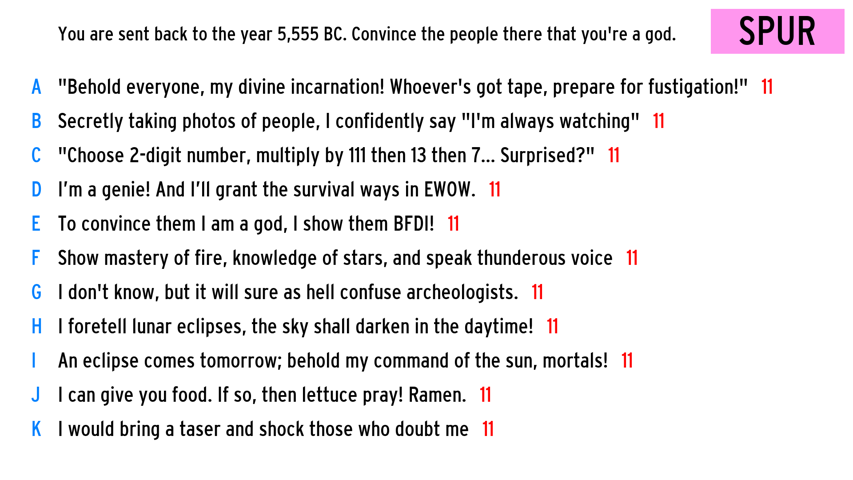 You are sent back to the year 5,555 BC. Convince the people there that you're a god.
SPUR
A "Behold everyone, my divine incarnation! Whoever's got tape, prepare for fustigation!" 11
B Secretly taking photos of people, I confidently say "I'm always watching" 11
C "Choose 2-digit number, multiply by 111 then 13 then 7... Surprised?" 11
D I’m a genie! And I’ll grant the survival ways in EWOW. 11
E To convince them I am a god, I show them BFDI! 11
F Show mastery of fire, knowledge of stars, and speak thunderous voice 11
G I don't know, but it will sure as hell confuse archeologists. 11
H I foretell lunar eclipses, the sky shall darken in the daytime! 11
I An eclipse comes tomorrow; behold my command of the sun, mortals! 11
J I can give you food. If so, then lettuce pray! Ramen. 11
K I would bring a taser and shock those who doubt me 11